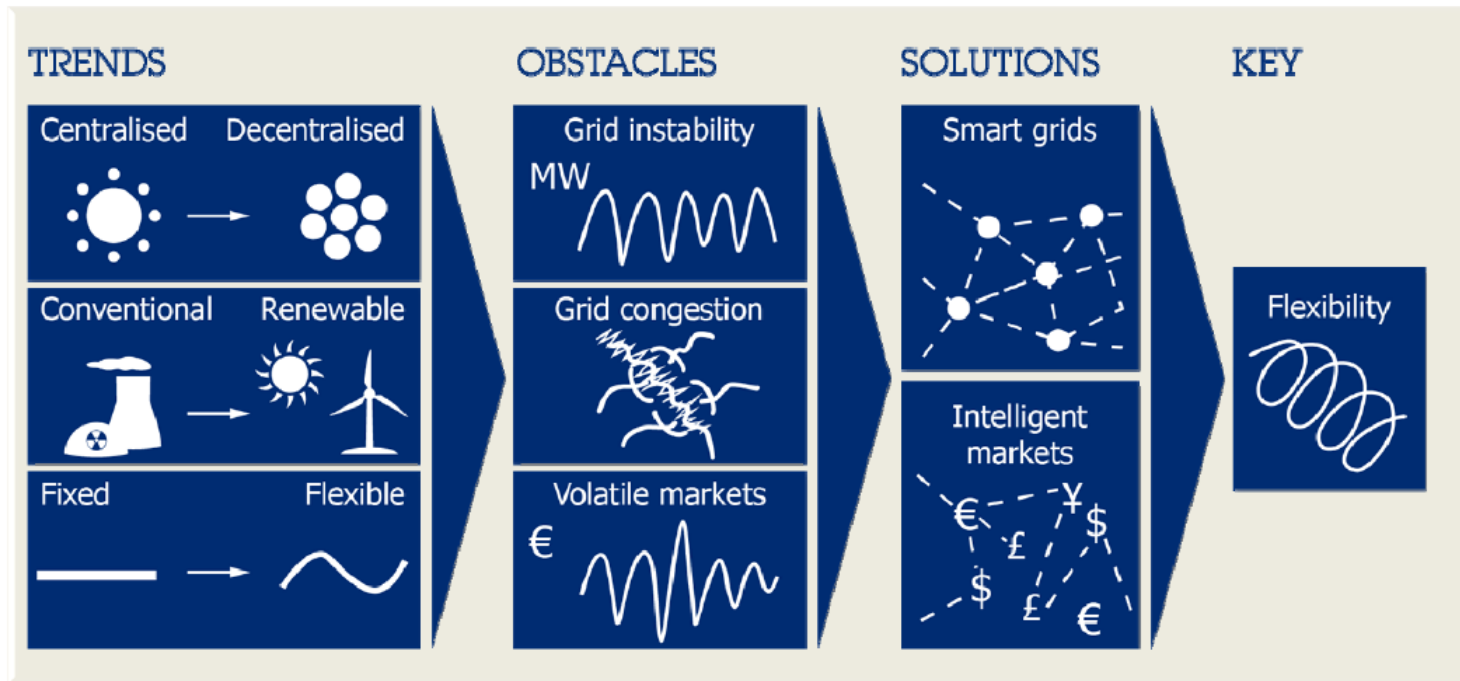 TRENDS
OBSTACLES
SOLUTIONS
KEY
Centralised
Decentralised
Conventional
Renewable
Fixed
Flexible
Grid instability
MW
Grid congestion
Volatile markets
€
Smart grids
Intelligent
markets
€ ¥
$
£
$
£
€
Flexibility